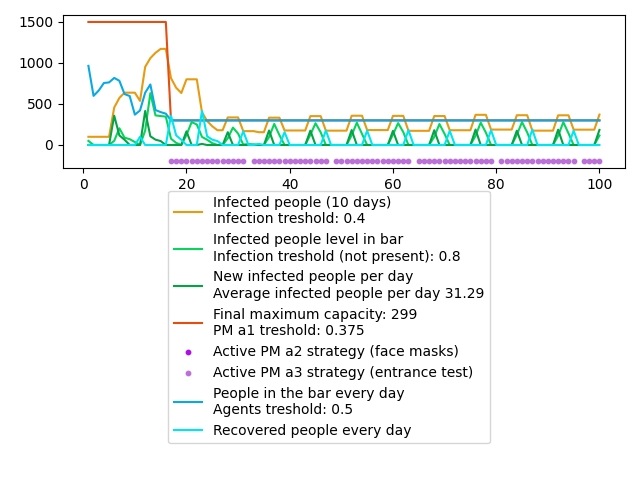 1500
1000
500
0
0 20 40 60 80 100
Infected people (10 days)
Infection treshold: 0.4
Infected people level in bar
Infection treshold (not present): 0.8
New infected people per day
Average infected people per day 31.29
Final maximum capacity: 299
PM a1 treshold: 0.375
Active PM a2 strategy (face masks)
Active PM a3 strategy (entrance test)
People in the bar every day
Agents treshold: 0.5
Recovered people every day